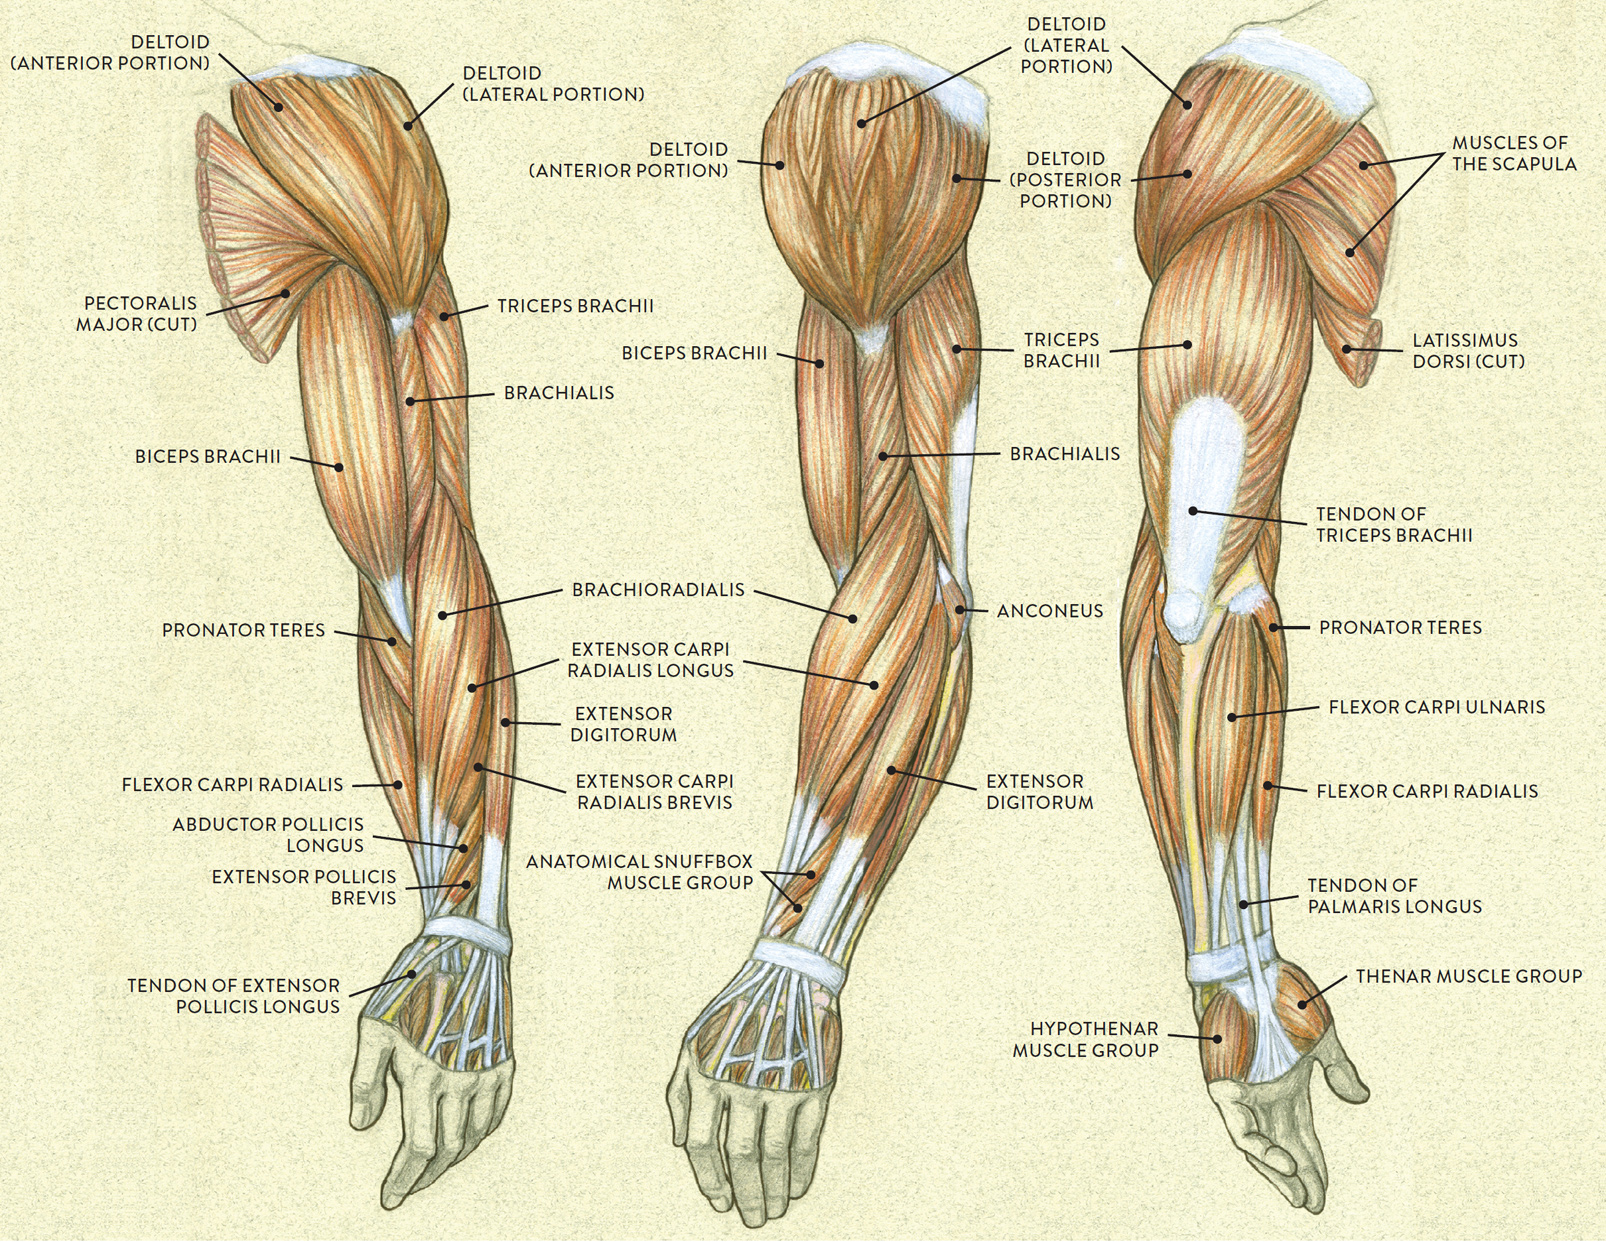 DELTOID
(ANTERIOR PORTION)
DELTOID
(LATERAL PORTION)
PECTORALIS
MAJOR (CUT)
TRICEPS BRACHII
BRACHIALIS
BICEPS BRACHII
PRONATOR TERES
FLEXOR CARPI RADIALIS
ABDUCTOR POLLICIS
LONGUS
EXTENSOR POLLICIS
BREVIS
TENDON OF EXTENSOR
POLLICIS LONGUS
BRACHIORADIALIS
EXTENSOR CARPI
RADIALIS LONGUS
EXTENSOR
DIGITORUM
EXTENSOR CARPI
RADIALIS BREVIS
DELTOID
(LATERAL
PORTION)
DELTOID
(ANTERIOR PORTION)
DELTOID
(POSTERIOR
PORTION)
BICEPS BRACHII
TRICEPS
BRACHII
BRACHIALIS
ANCONEUS
EXTENSOR
DIGITORUM
ANATOMICAL SNUFFBOX
MUSCLE GROUP
MUSCLES OF
THE SCAPULA
LATISSIMUS
DORSI (CUT)
TENDON OF
TRICEPS BRACHII
PRONATOR TERES
FLEXOR CARPI ULNARIS
FLEXOR CARPI RADIALIS
TENDON OF
PALMARIS LONGUS
THENAR MUSCLE GROUP
HYPOTHENAR
MUSCLE GROUP